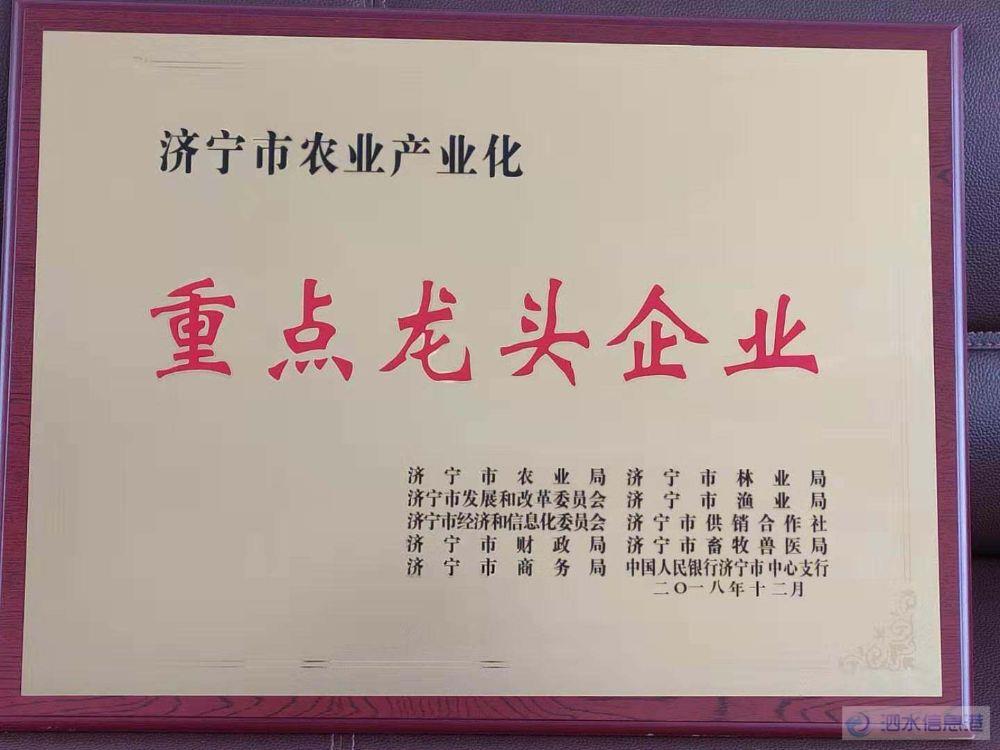 济宁市农业产业化
重点龙头企业
济宁市农业局 济宁市林业局
济宁市发展和改革委员会 济宁市渔业局
济宁市经济和信息化委员会 济宁市供销合作社
济宁市财政局 济宁市畜牧兽医局
济宁市商务局 中国人民银行济宁市中心支行
二〇一八年十二月
泗水信息港